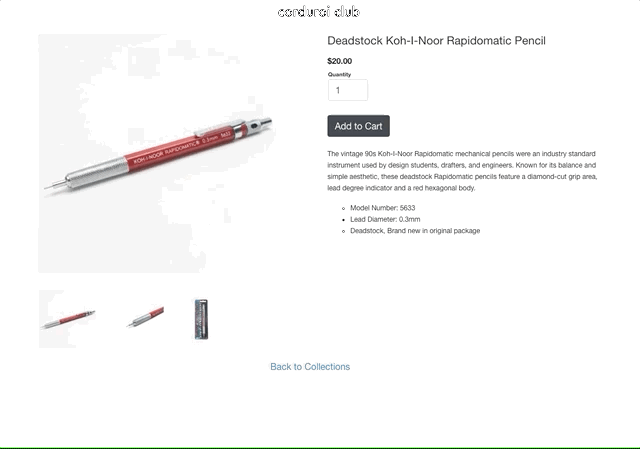 corduroi club
Deadstock Koh-I-Noor Rapidomatic Pencil
$20.00
Quantity
1
Add to Cart
KOH-I-NOOR RAPIDOMATIC® 0.3mm 5633
The vintage 90s Koh-I-Noor Rapidomatic mechanical pencils were an industry standard
instrument used by design students, drafters, and engineers. Known for its balance and
simple aesthetic, these deadstock Rapidomatic pencils feature a diamond-cut grip area,
lead degree indicator and a red hexagonal body.
Model Number: 5633
Lead Diameter: 0.3mm
Deadstock, Brand new in original package
Back to Collections